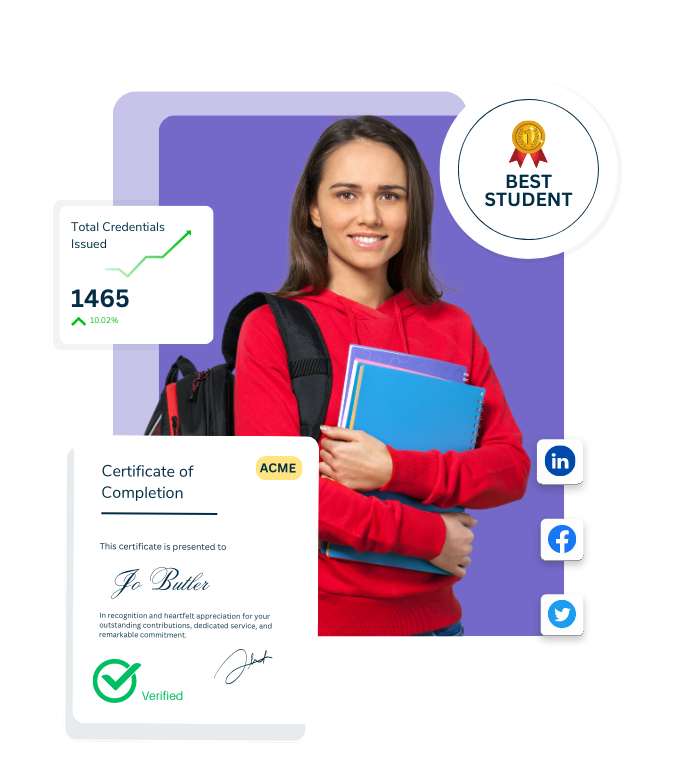 1
BEST
STUDENT
Total Credentials
Issued
1465
10.02%
Certificate of
Completion
ACME
This certificate is presented to
Jo Butler
In recognition and heartfelt appreciation for your
outstanding contributions, dedicated service, and
remarkable commitment.
Verified
in